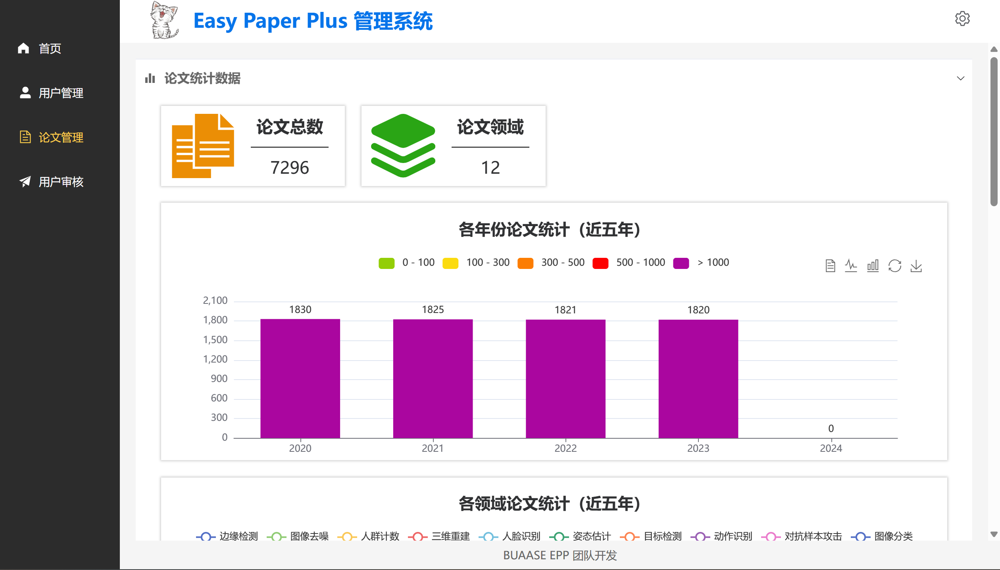 Easy Paper Plus 管理系统
首页
用户管理
论文管理
用户审核
论文统计数据
论文总数
7296
论文领域
12
各年份论文统计（近五年）
0 - 100 100 - 300 300 - 500 500 - 1000 > 1000
2,100
1,800
1,500
1,200
900
600
300
0
1830 1825 1821 1820 0
2020 2021 2022 2023 2024
各领域论文统计（近五年）
边缘检测 图像去噪 人群计数 三维重建 人脸识别 姿态估计 目标检测 动作识别 对抗样本攻击 图像分类
BUAASE EPP 团队开发